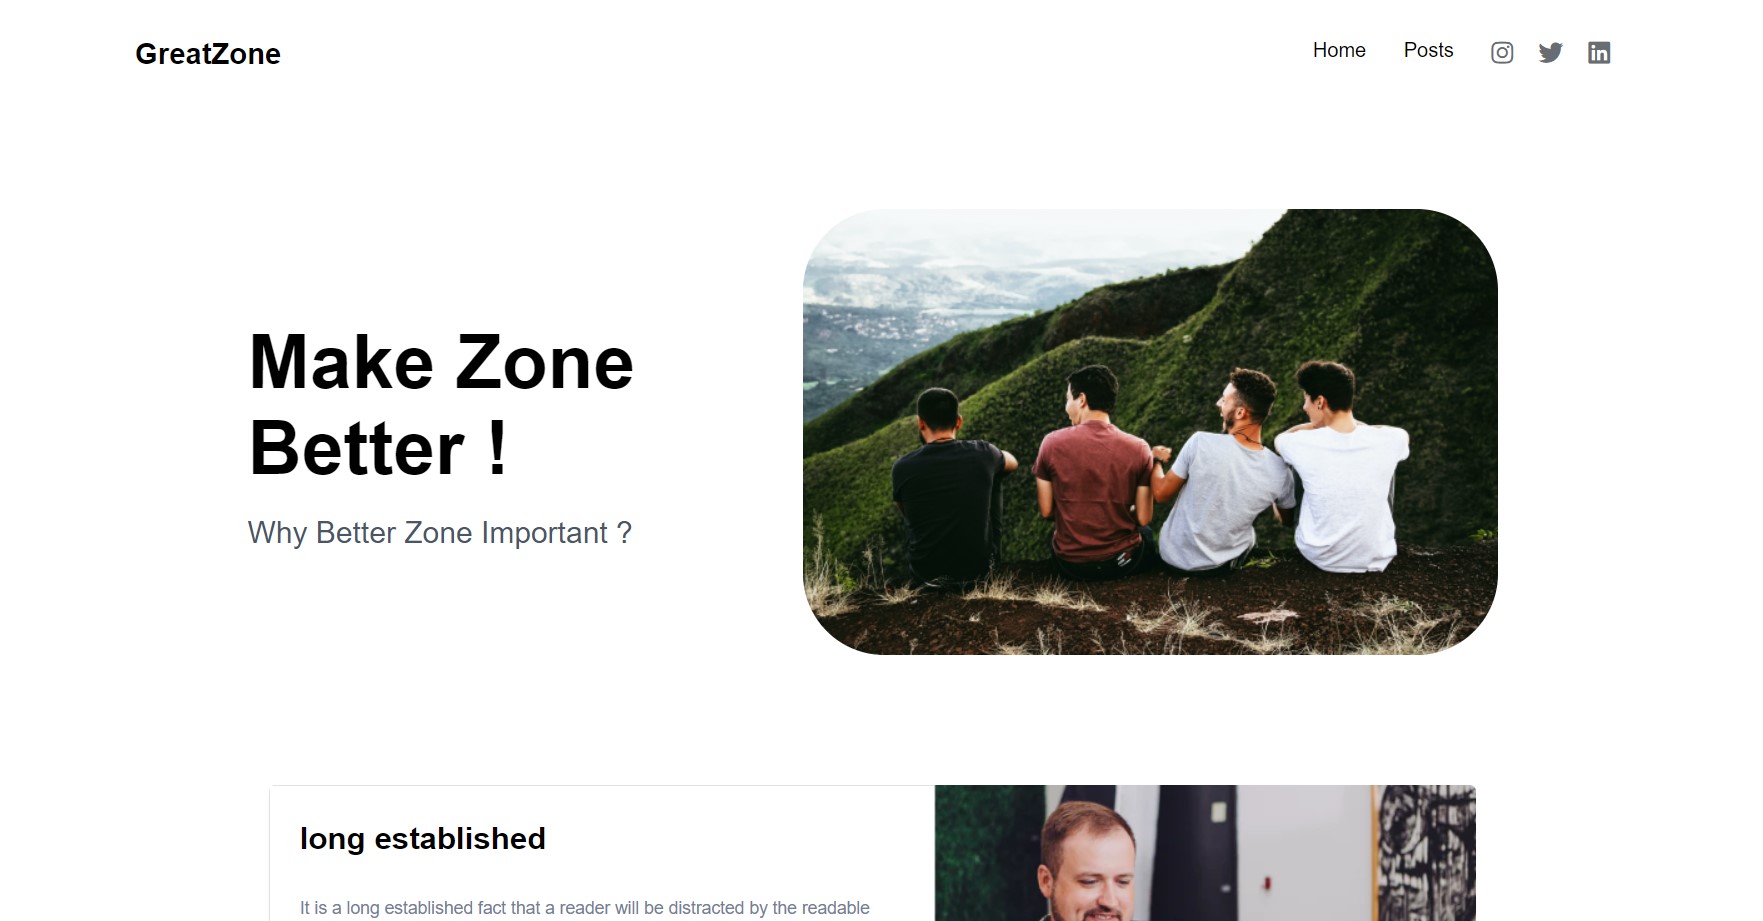 GreatZone
Home
Posts
Make Zone
Better !
Why Better Zone Important ?
long established
It is a long established fact that a reader will be distracted by the readable